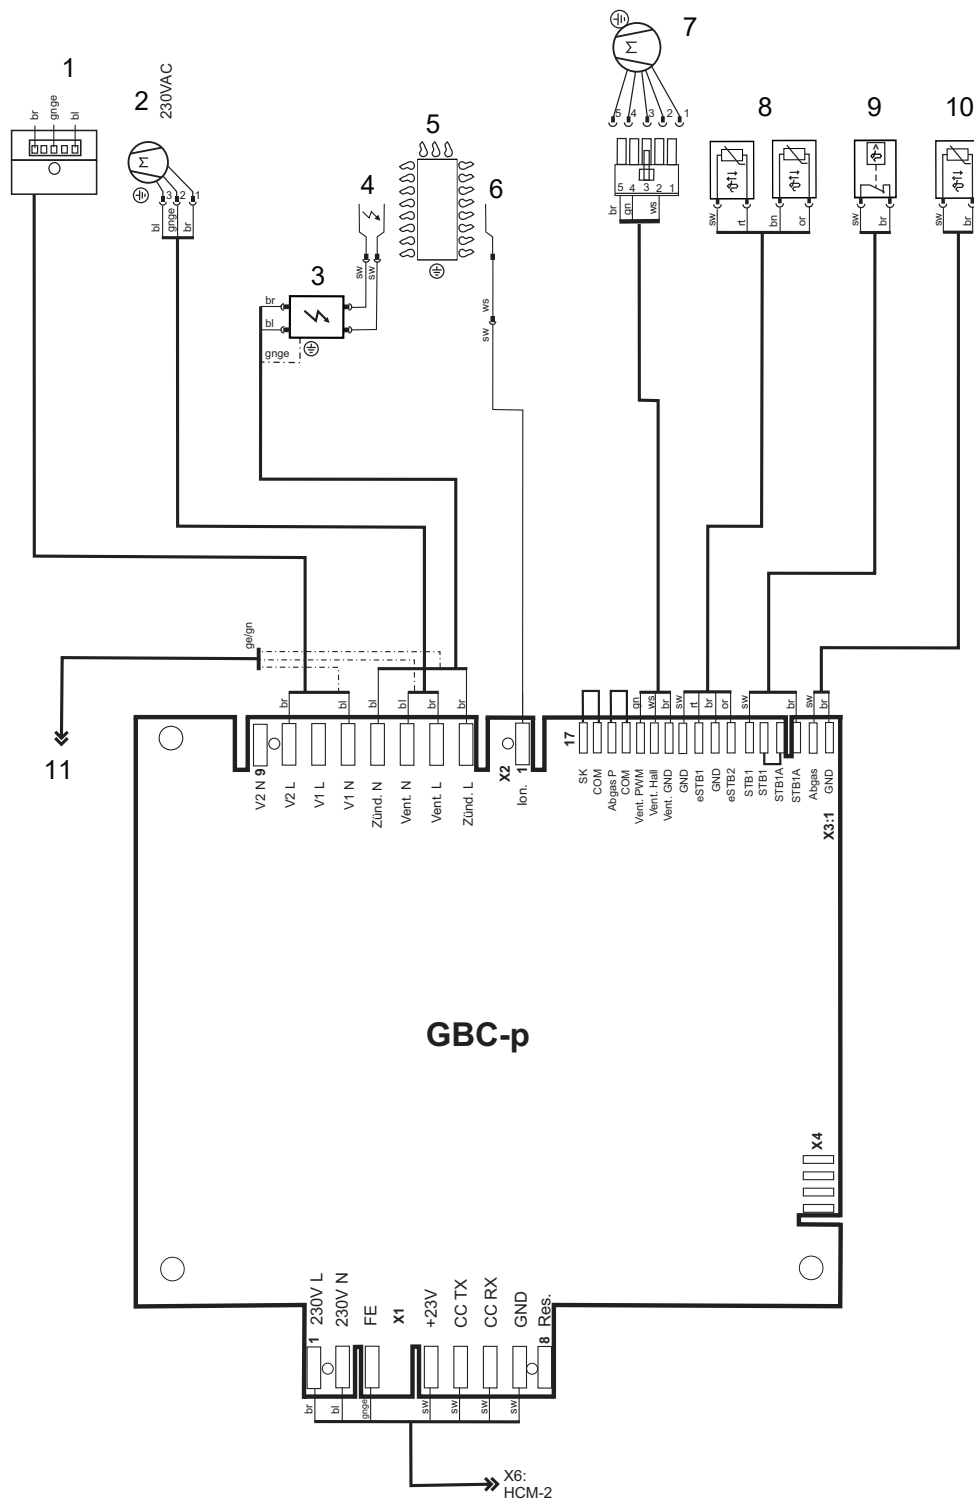 1
2
230VAC
3
4
5
6
7
8
9
10
br
gnge
bl
Σ
3
2
1
bl
gnge
br
br
bl
gnge
sw
sw
ws
sw
Σ
5
4
3
2
1
5 4 3 2 1
br
gn
ws
sw
rt
bn
or
sw
br
sw
br
ge/gn
11
br
bl
bl
bl
br
br
gn
ws
br
sw
rt
br
or
sw
br
sw
br
V2 N 9
V2 L
V1 L
V1 N
Zünd. N
Vent. N
Vent. L
Zünd. L
X2
Ion. 1
17
SK
COM
Abgas P
COM
Vent. PWM
Vent. Hall
Vent. GND
GND
eSTB1
GND
eSTB2
STB1
STB1
STB1A
STB1A
Abgas
GND
X3:1
GBC-p
X4
1 230V L
230V N
FE
X1
+23V
CC TX
CC RX
GND
8 Res.
br
bl
gnge
sw
sw
sw
sw
X6:
HCM-2